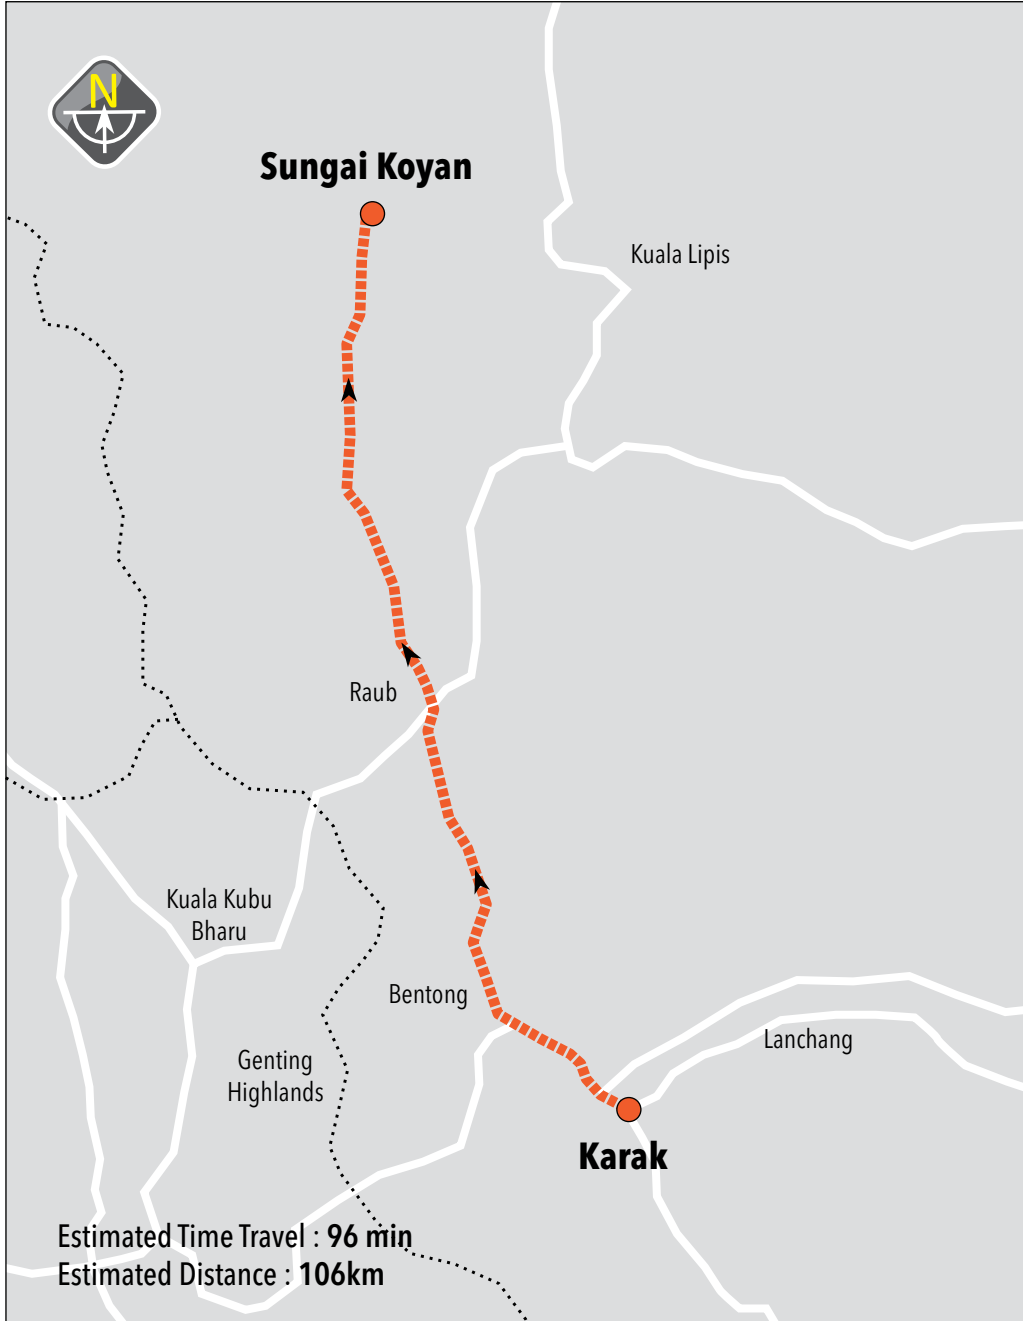 N
Sungai Koyan
Kuala Lipis
Raub
Kuala Kubu
Bharu
Bentong
Genting
Highlands
Lanchang
Karak
Estimated Time Travel : 96 min
Estimated Distance : 106km